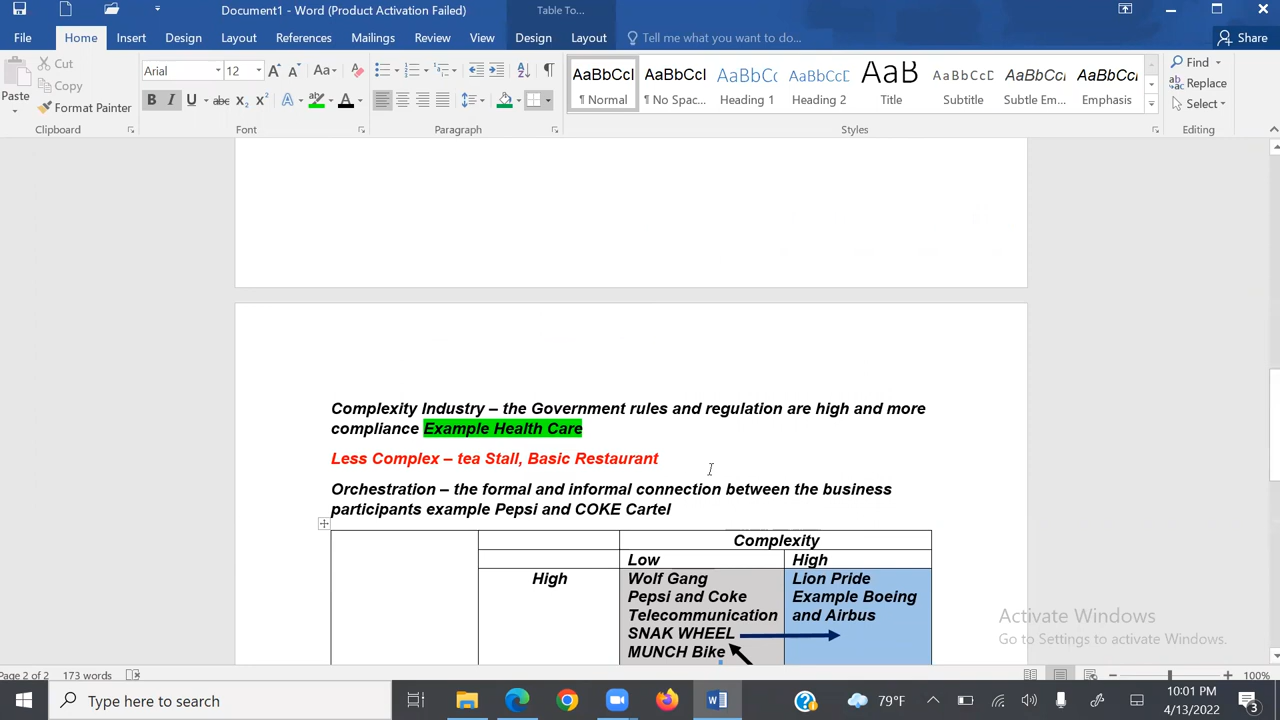 Document1 - Word (Product Activation Failed)
Table To...
File Home Insert Design Layout References Mailings Review View Design Layout Tell me what you want to do... Share
Paste
Cut
Copy
Format Painter
Clipboard
Arial 12 Aa
B I U abc X2 X2 A A
Font
Paragraph
AaBbCcI AaBbCcI AaBbCc AaBbCcD AaB AaBbCcD AaBbCcI AaBbCcI
¶ Normal ¶ No Spac... Heading 1 Heading 2 Title Subtitle Subtle Em... Emphasis
Styles
Find
Replace
Select
Editing
Complexity Industry – the Government rules and regulation are high and more
compliance Example Health Care
Less Complex – tea Stall, Basic Restaurant
Orchestration – the formal and informal connection between the business
participants example Pepsi and COKE Cartel
Complexity
Low High
High
Wolf Gang
Pepsi and Coke
Telecommunication
SNAK WHEEL
MUNCH Bike
Lion Pride
Example Boeing
and Airbus
Activate Windows
Go to Settings to activate Windows.
Page 2 of 2 173 words
100%
Type here to search
79°F
10:01 PM
4/13/2022
3